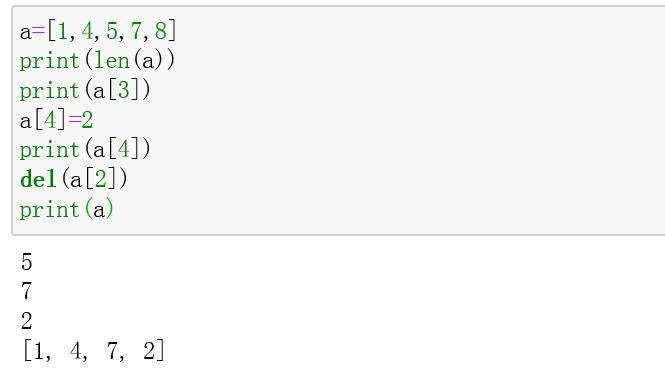 a=[1,4,5,7,8]
print(len(a))
print(a[3])
a[4]=2
print(a[4])
del(a[2])
print(a)
5
7
2
[1, 4, 7, 2]